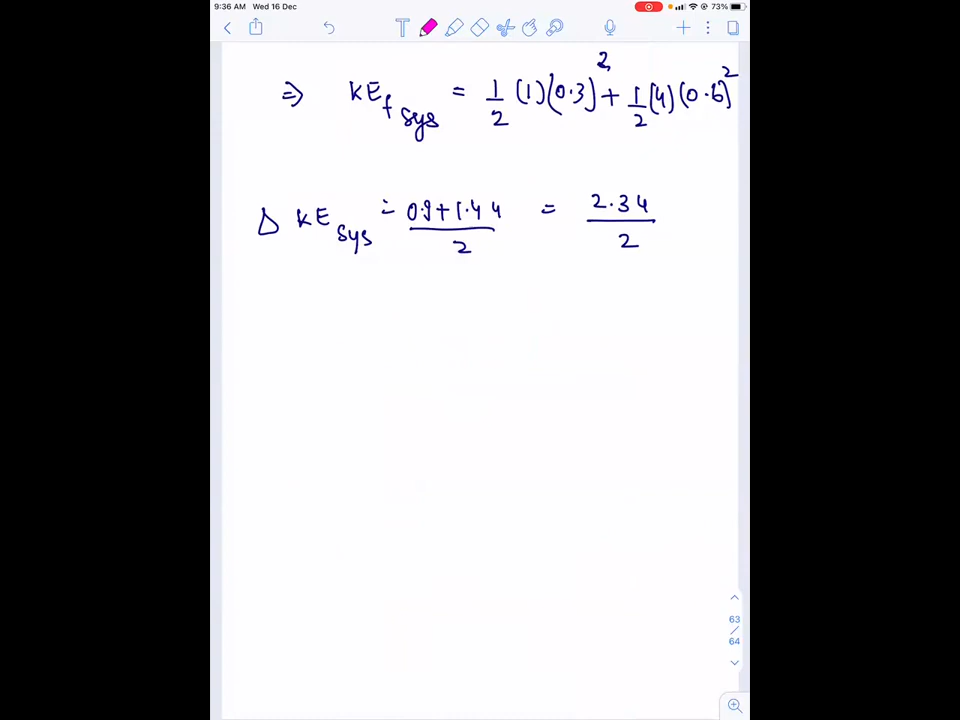 9:36 AM Wed 16 Dec 73%
T
⇒ KEf sys = 1/2 (1)(0.3)² + 1/2 (4)(0.6)²
Δ KE sys = 0.9+1.44/2 = 2.34/2
63
/
64